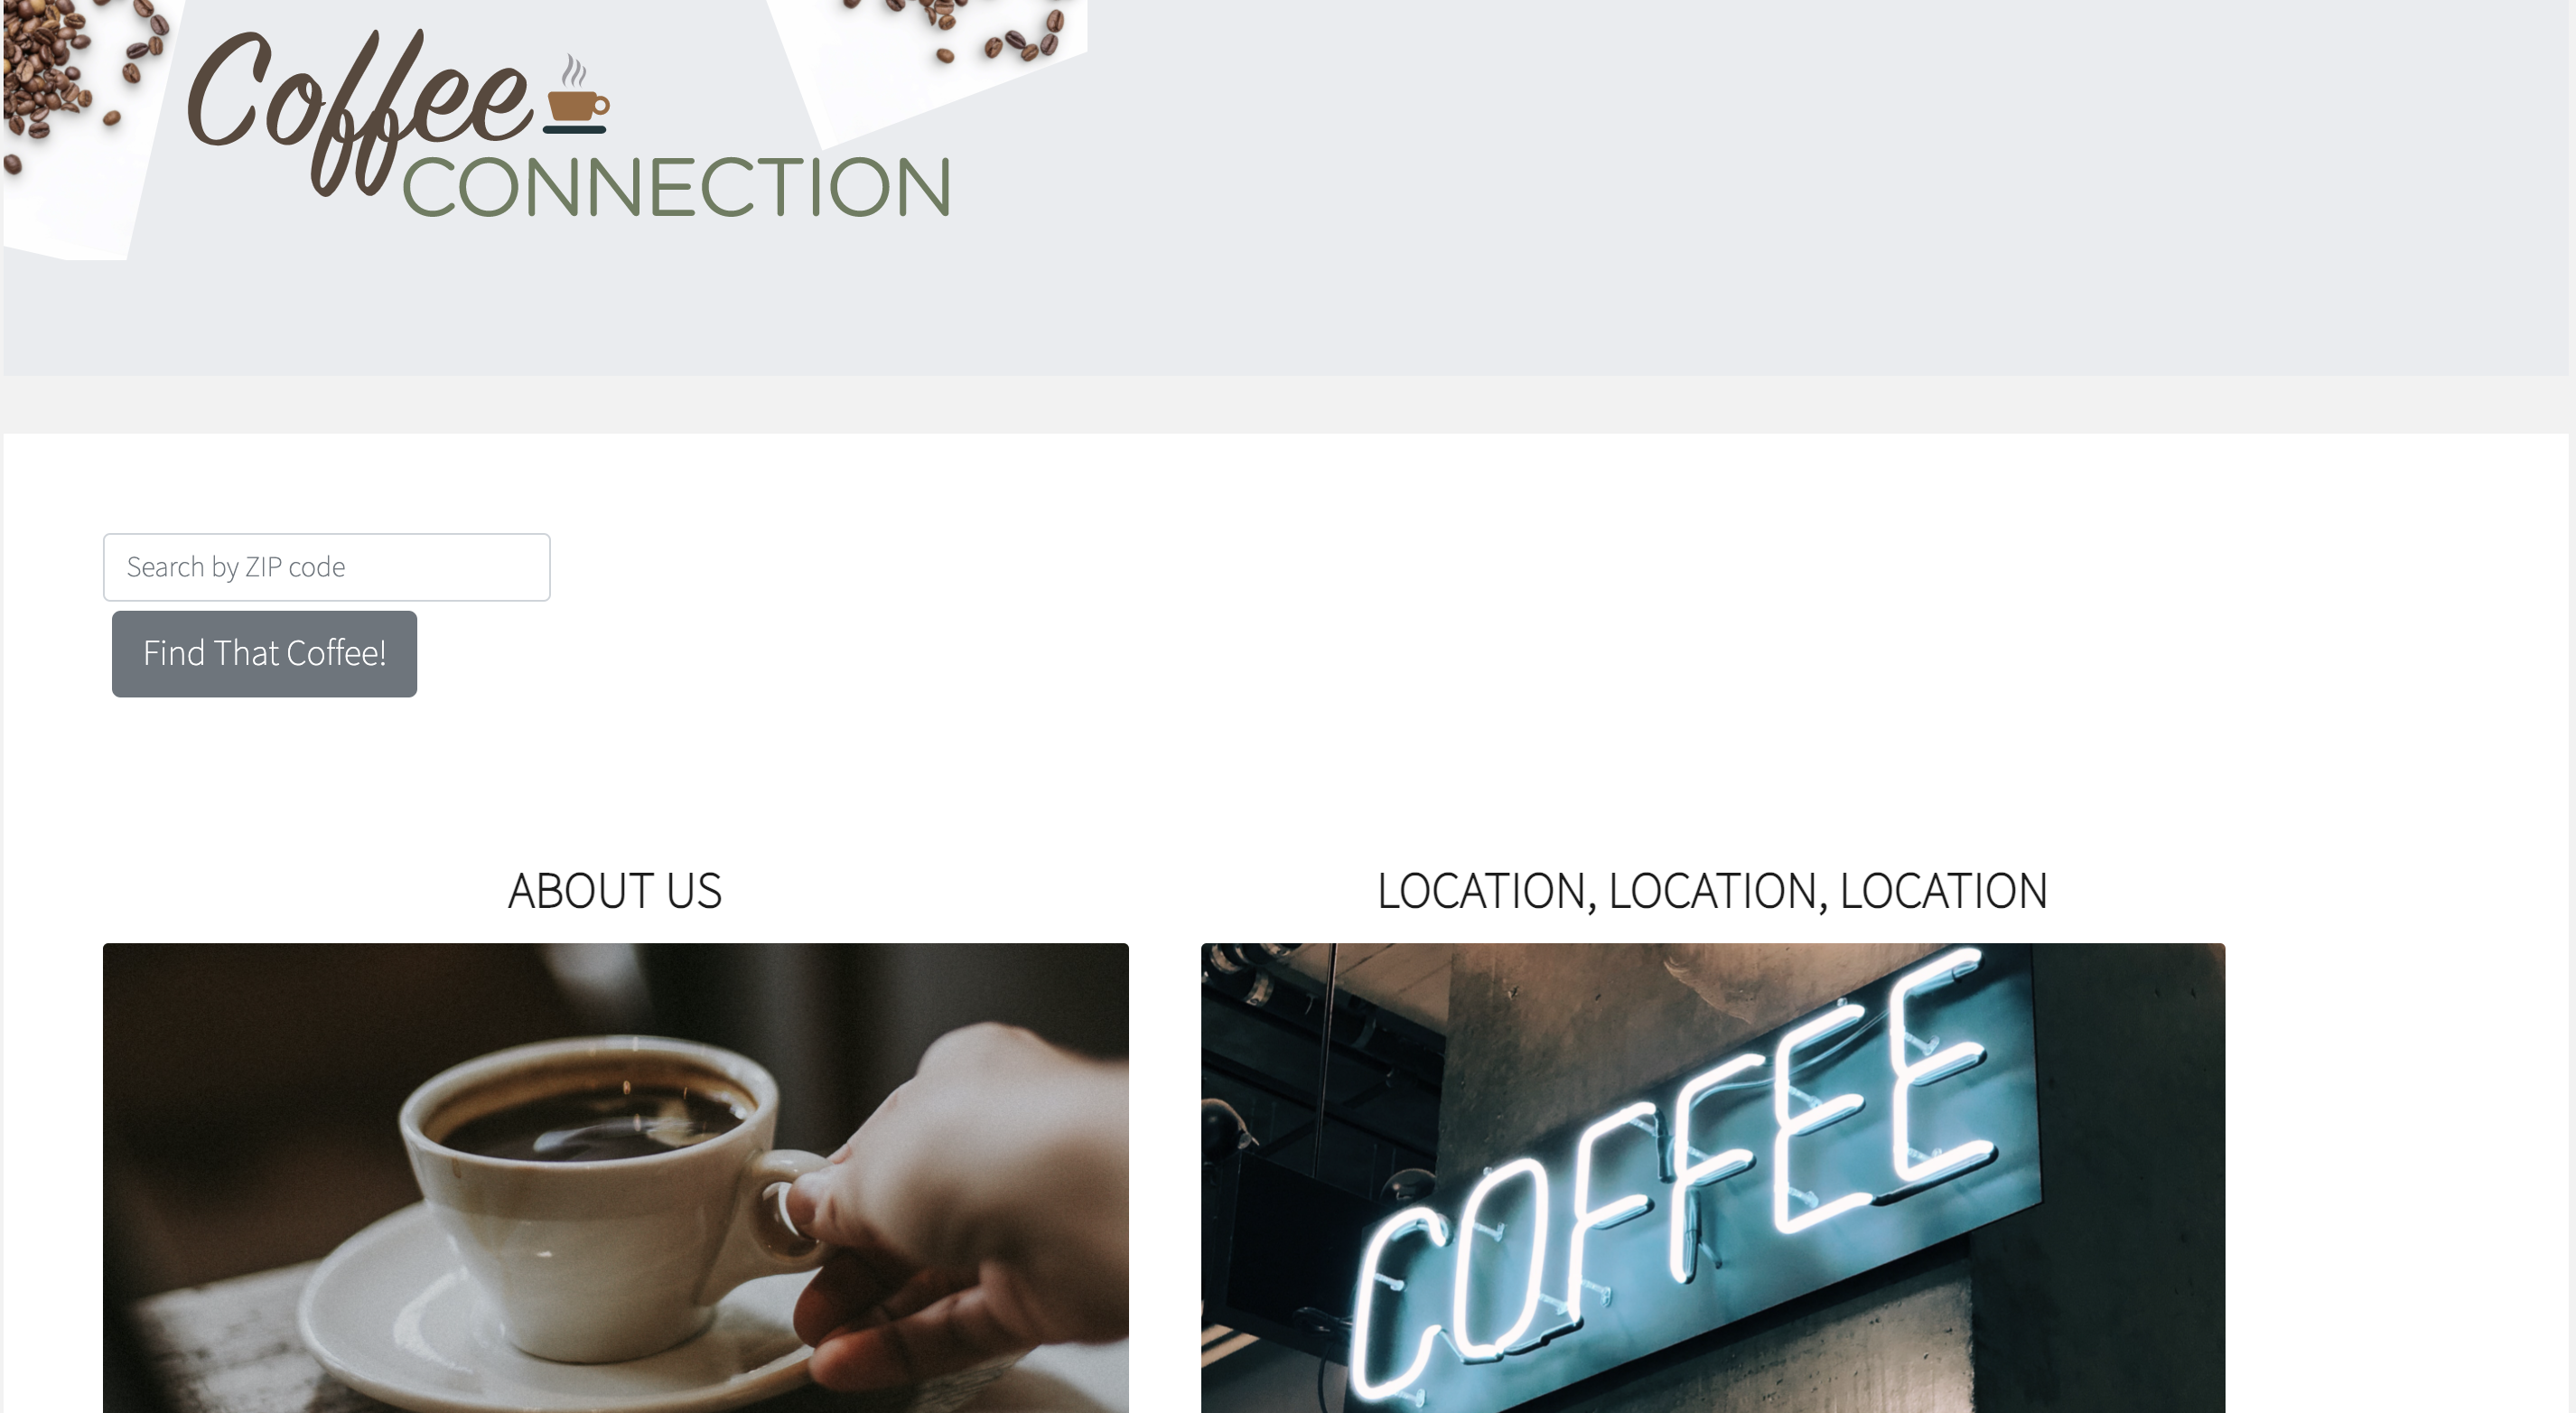 Coffee
CONNECTION
Search by ZIP code
Find That Coffee!
ABOUT US
LOCATION, LOCATION, LOCATION
COFFEE